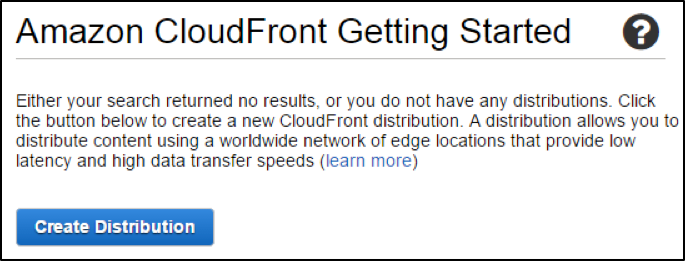 Amazon CloudFront Getting Started
?
Either your search returned no results, or you do not have any distributions. Click
the button below to create a new CloudFront distribution. A distribution allows you to
distribute content using a worldwide network of edge locations that provide low
latency and high data transfer speeds (learn more)
Create Distribution